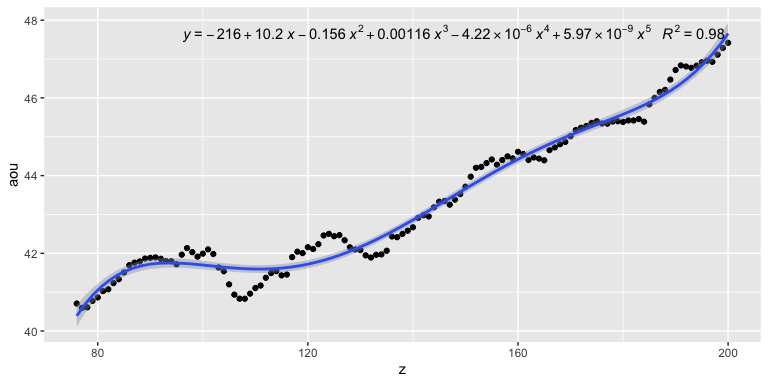 48
46
44
42
40
aou
y = −216 + 10.2 x − 0.156 x² + 0.00116 x³ − 4.22 × 10⁻⁶ x⁴ + 5.97 × 10⁻⁹ x⁵ R² = 0.98
80 120 160 200
z